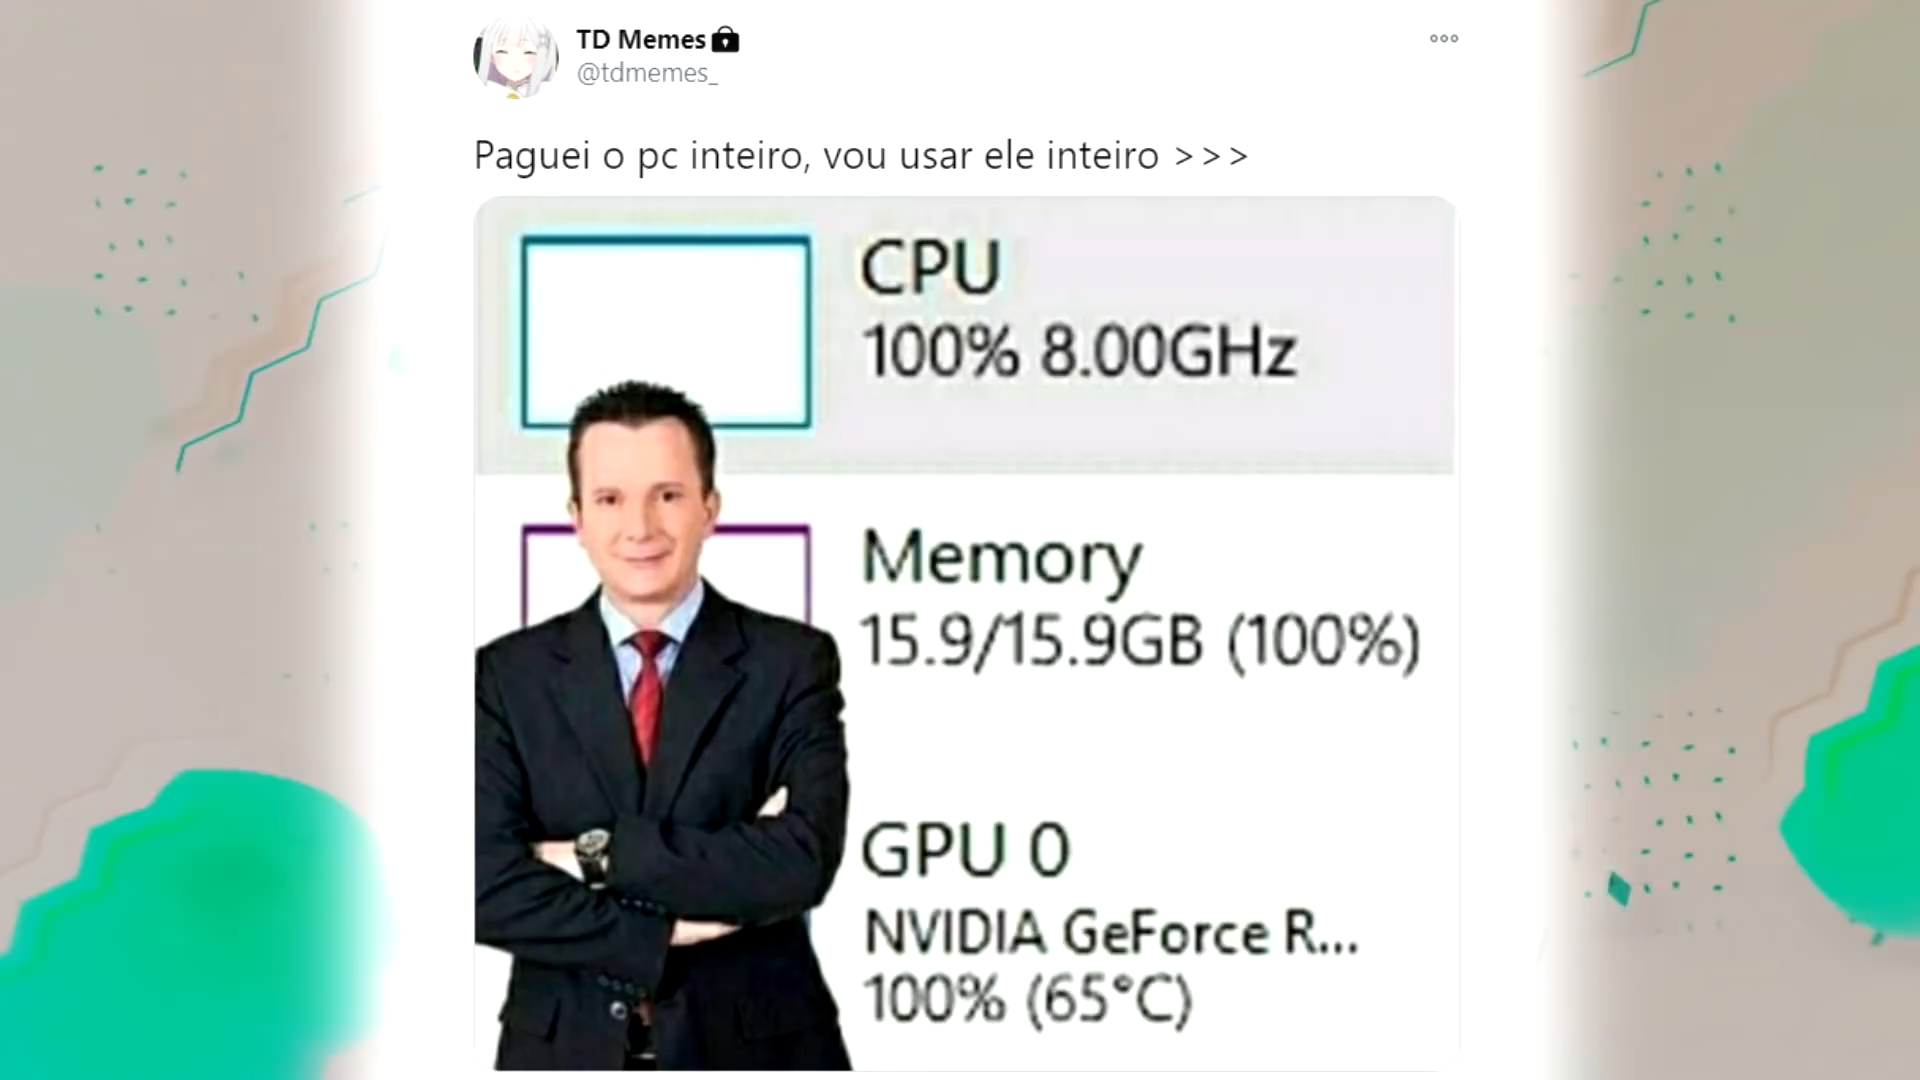 TD Memes
@tdmemes_
Paguei o pc inteiro, vou usar ele inteiro >>>
CPU
100% 8.00GHz
Memory
15.9/15.9GB (100%)
GPU 0
NVIDIA GeForce R...
100% (65°C)